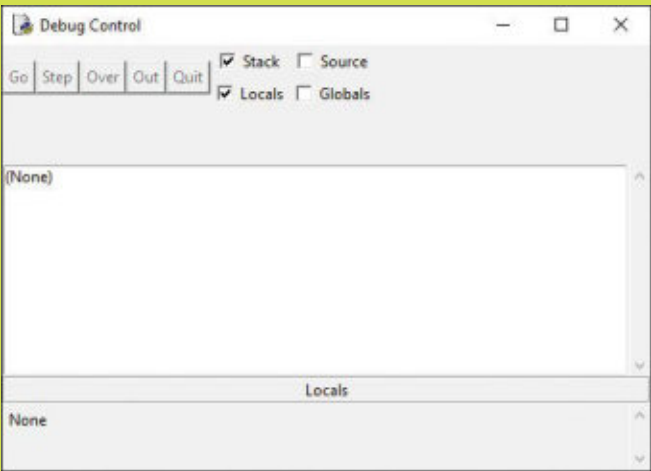 Debug Control
Go Step Over Out Quit
Stack Source
Locals Globals
(None)
Locals
None